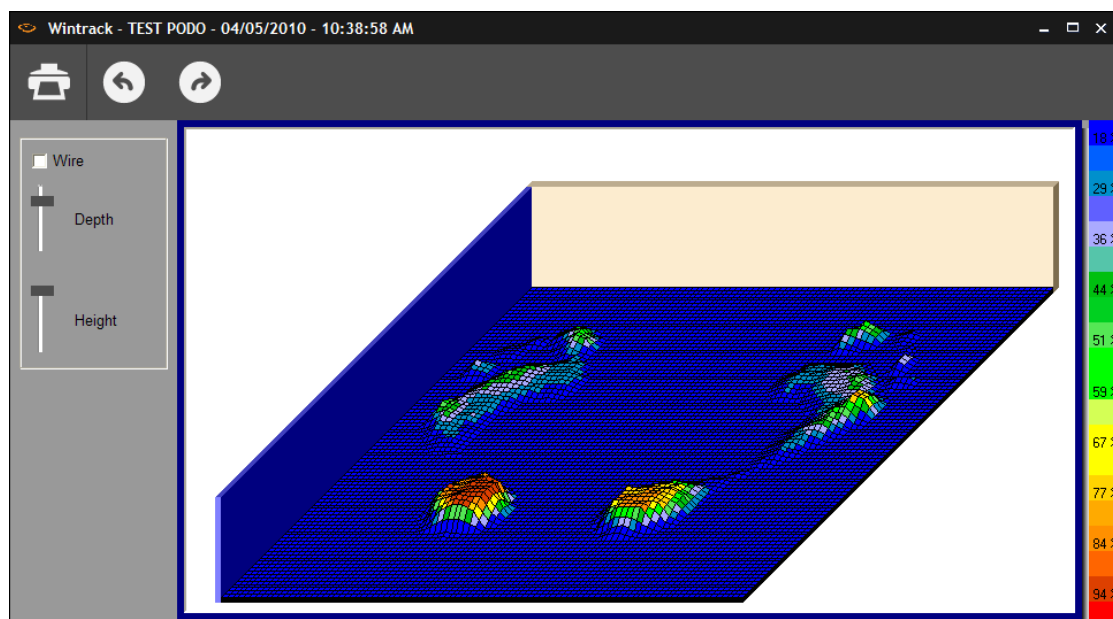 Wintrack - TEST PODO - 04/05/2010 - 10:38:58 AM
Wire
Depth
Height
18 %
29 %
36 %
44 %
51 %
59 %
67 %
77 %
84 %
94 %